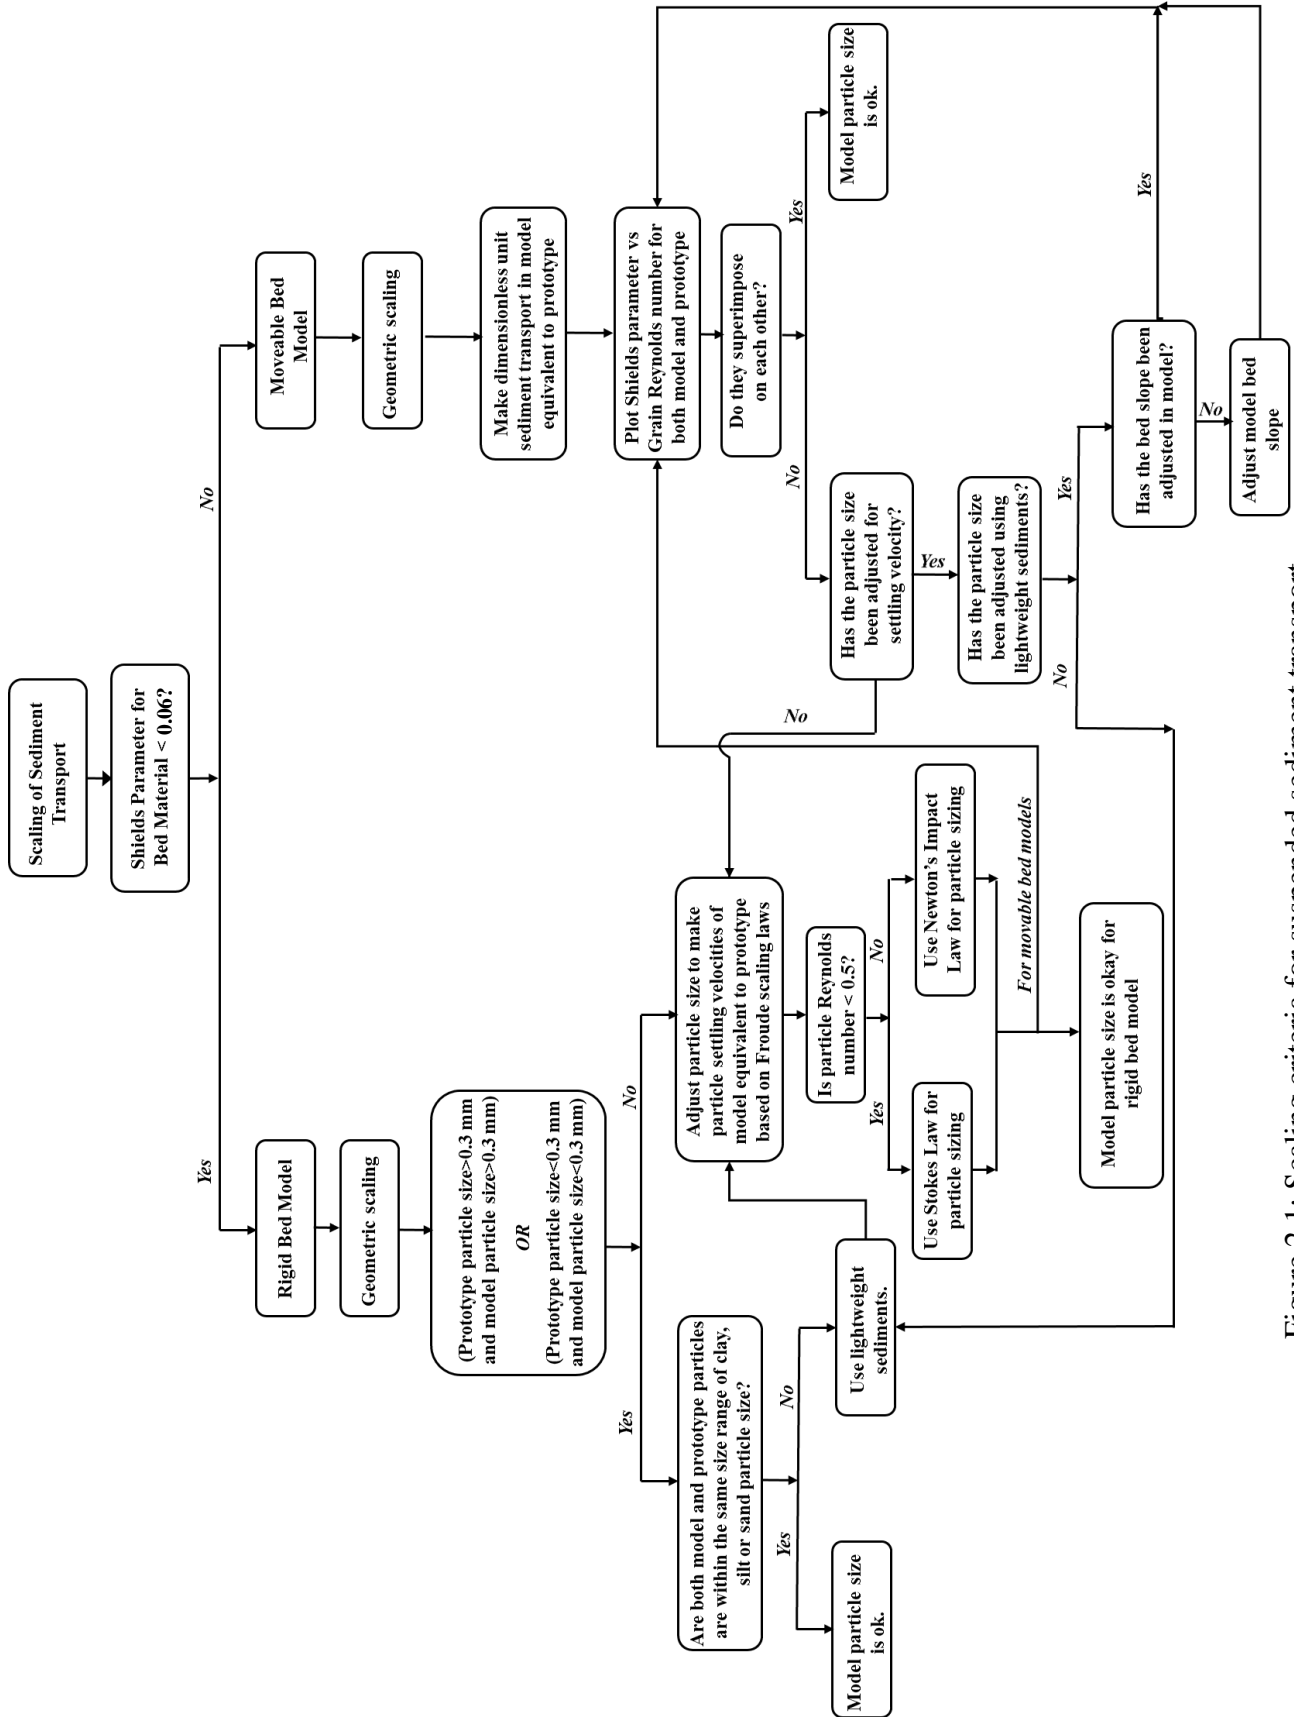 Scaling of Sediment
Transport
Shields Parameter for
Bed Material < 0.06?
Yes
No
Rigid Bed Model
Geometric scaling
(Prototype particle size>0.3 mm
and model particle size>0.3 mm)
OR
(Prototype particle size<0.3 mm
and model particle size<0.3 mm)
Yes
No
Are both model and prototype particles
are within the same size range of clay,
silt or sand particle size?
Yes
No
Model particle size
is ok.
Use lightweight
sediments.
Adjust particle size to make
particle settling velocities of
model equivalent to prototype
based on Froude scaling laws
Is particle Reynolds
number < 0.5?
Yes
No
Use Stokes Law for
particle sizing
Use Newton's Impact
Law for particle sizing
For movable bed models
Model particle size is okay for
rigid bed model
Moveable Bed
Model
Geometric scaling
Make dimensionless unit
sediment transport in model
equivalent to prototype
Plot Shields parameter vs
Grain Reynolds number for
both model and prototype
Do they superimpose
on each other?
No
Yes
Model particle size
is ok.
Has the particle size
been adjusted for
settling velocity?
No
Yes
Has the particle size
been adjusted using
lightweight sediments?
No
Yes
Has the bed slope been
adjusted in model?
Yes
No
Adjust model bed
slope
Figure 2.1: Scaling criteria for suspended sediment transport